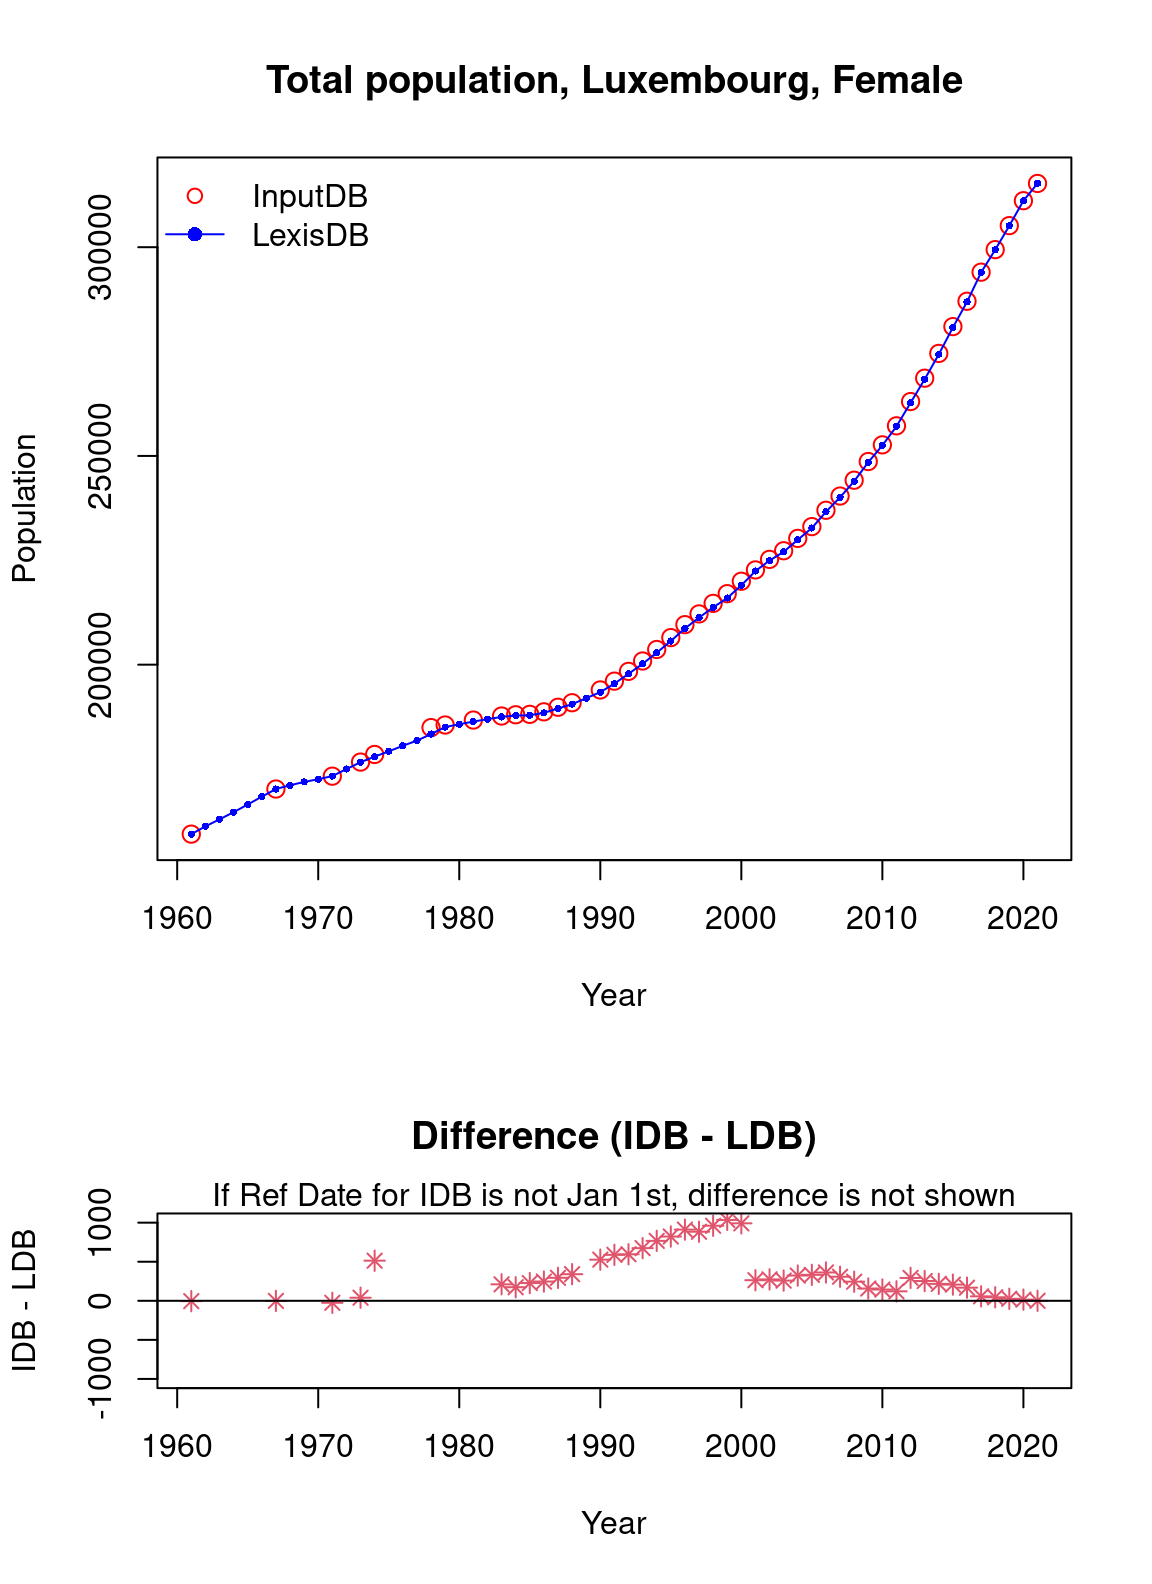 Total population, Luxembourg, Female
InputDB
LexisDB
Population
300000
250000
200000
1960 1970 1980 1990 2000 2010 2020
Year
Difference (IDB - LDB)
If Ref Date for IDB is not Jan 1st, difference is not shown
IDB - LDB
1000
0
-1000
1960 1970 1980 1990 2000 2010 2020
Year